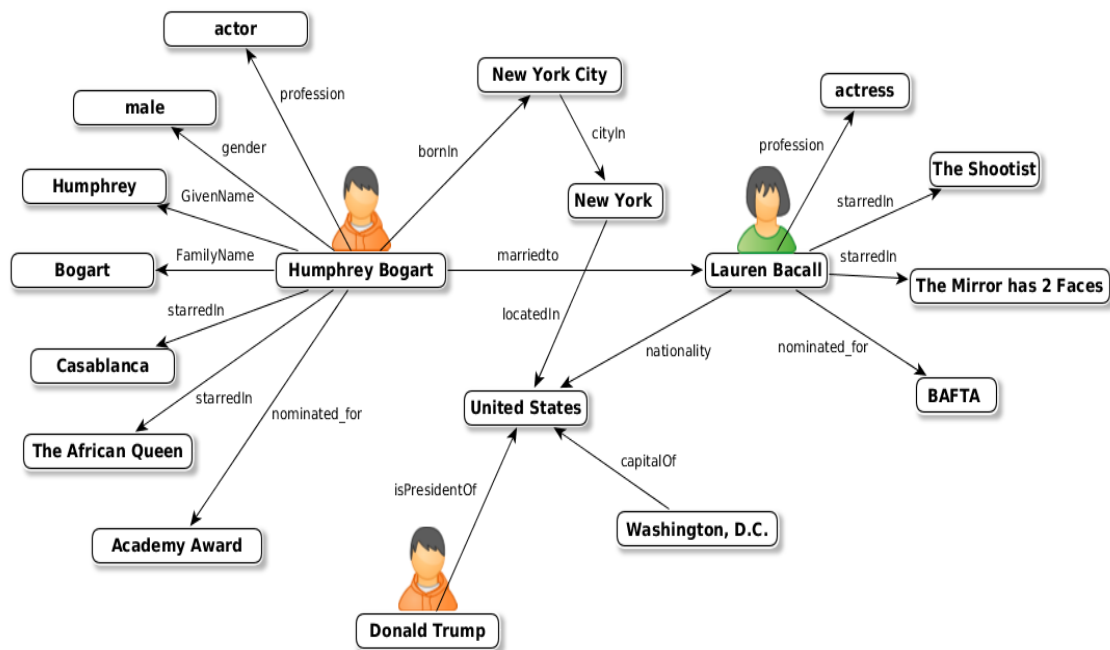 actor
New York City
actress
profession
male
cityIn
profession
gender
bornIn
The Shootist
Humphrey
GivenName
New York
starredIn
Bogart
FamilyName
Humphrey Bogart
marriedto
Lauren Bacall
starredIn
The Mirror has 2 Faces
starredIn
locatedIn
Casablanca
nationality
nominated_for
starredIn
nominated_for
United States
BAFTA
The African Queen
capitalOf
isPresidentOf
Academy Award
Washington, D.C.
Donald Trump